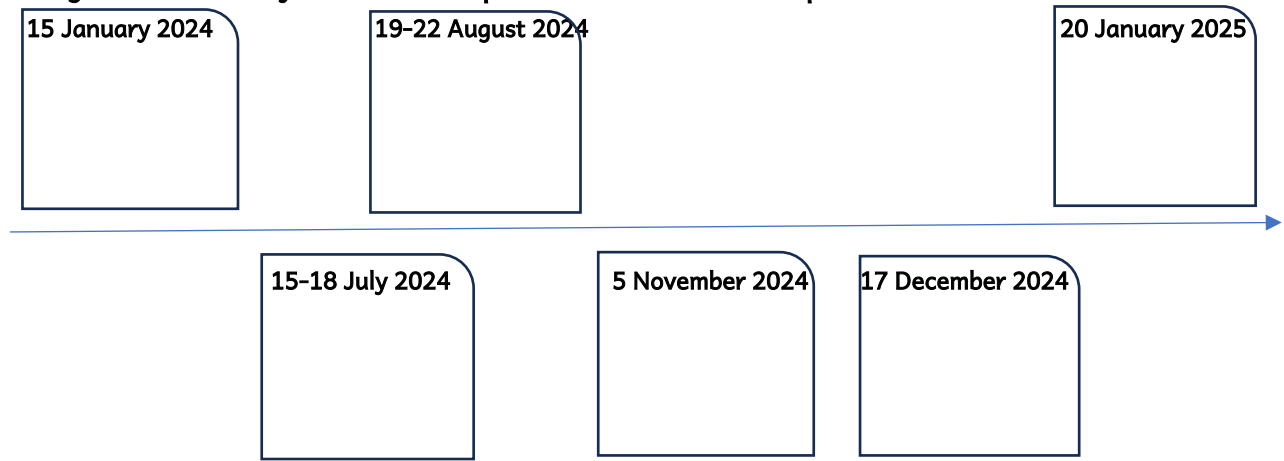 15 January 2024
19–22 August 2024
20 January 2025
15–18 July 2024
5 November 2024
17 December 2024